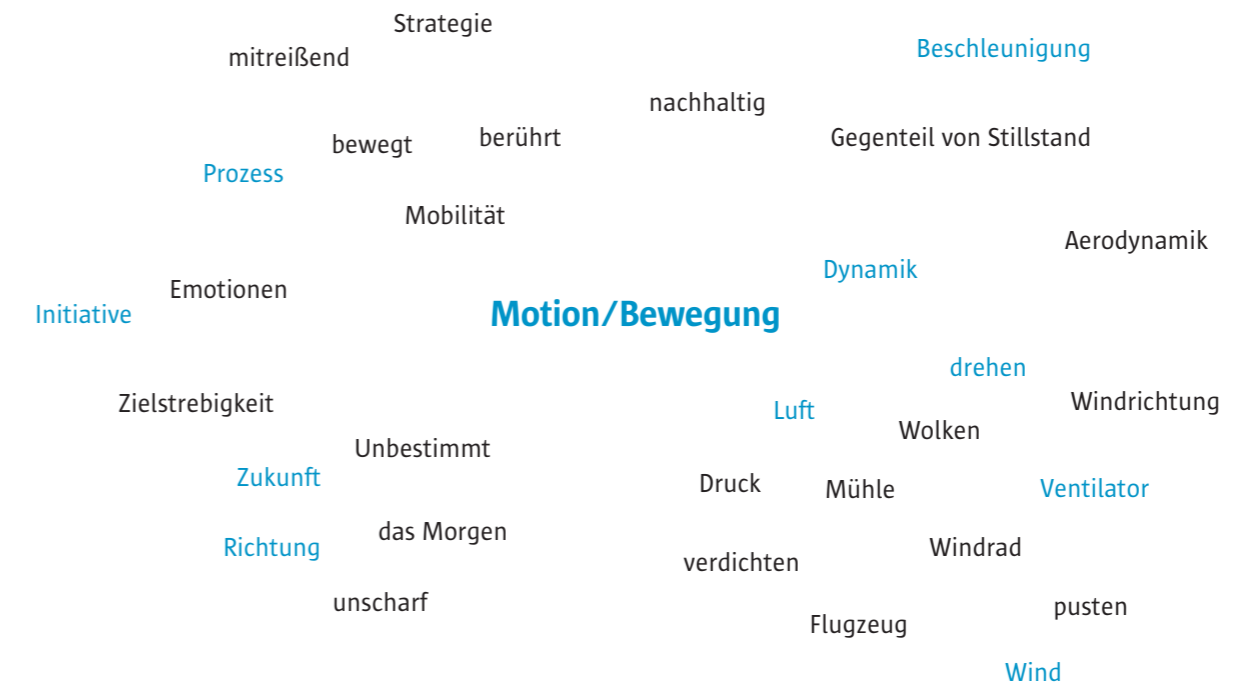 Strategie
Beschleunigung
mitreißend
nachhaltig
bewegt
berührt
Gegenteil von Stillstand
Prozess
Mobilität
Aerodynamik
Dynamik
Emotionen
Initiative
Motion/Bewegung
drehen
Zielstrebigkeit
Luft
Windrichtung
Wolken
Unbestimmt
Zukunft
Druck
Mühle
Ventilator
das Morgen
Richtung
Windrad
verdichten
unscharf
pusten
Flugzeug
Wind